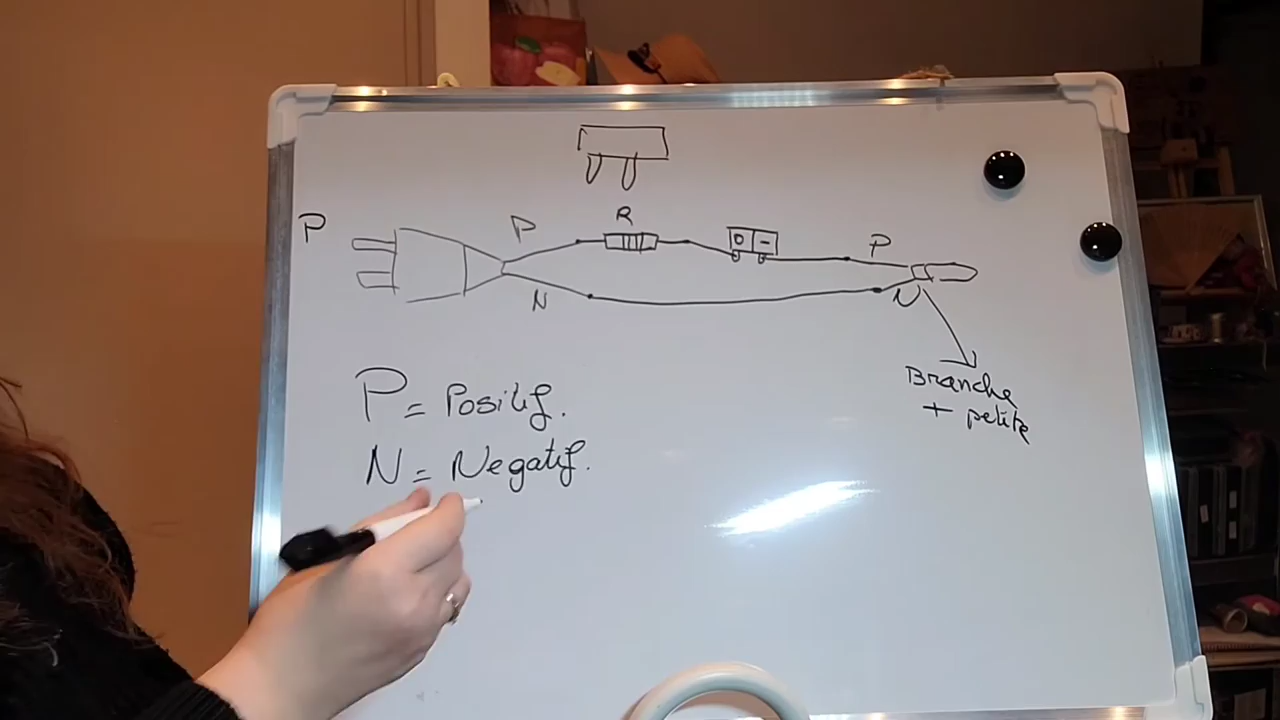 R
P
P
P
O -
N
N
P = Positif.
N = Negatif.
Branche
+ petite